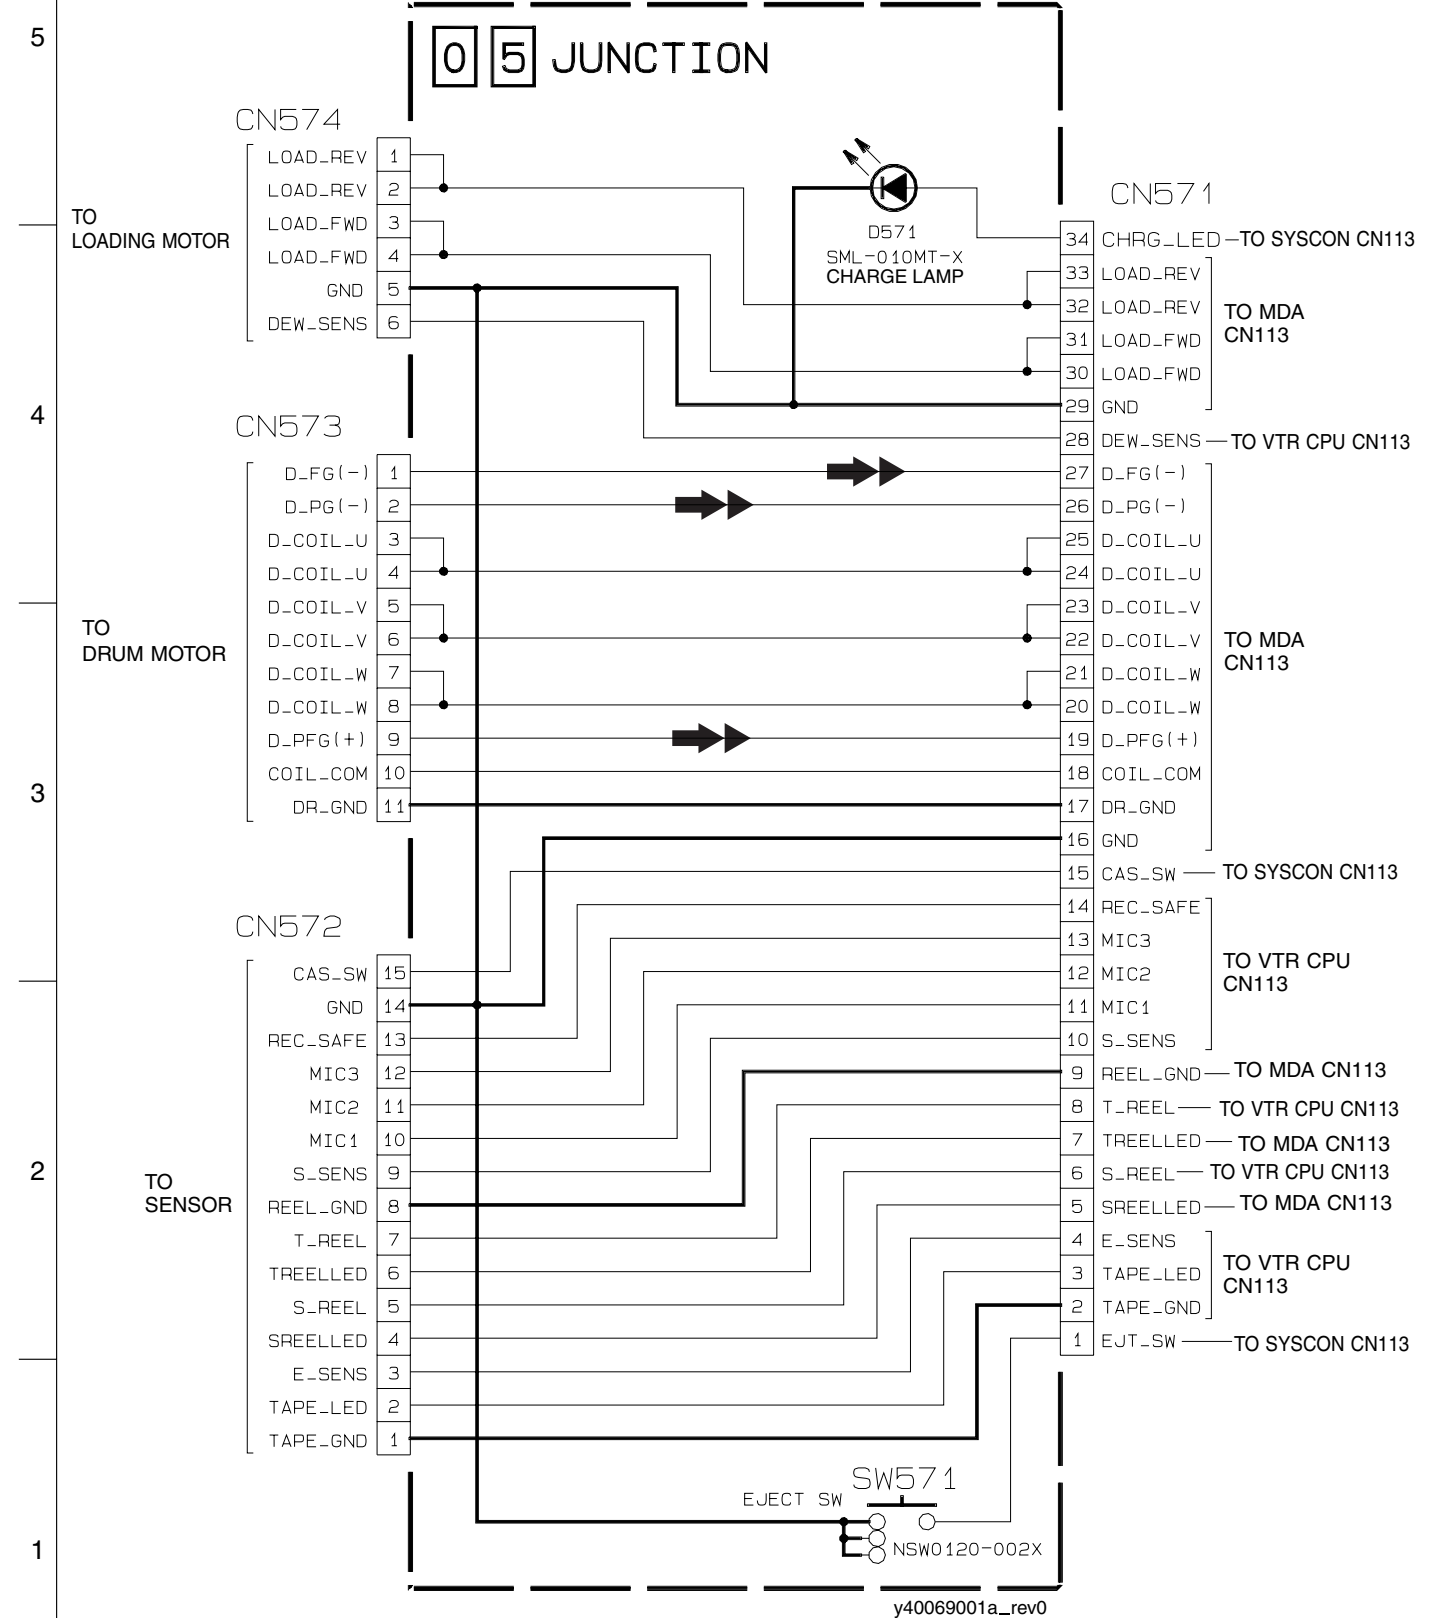 5
0 5 JUNCTION
CN574
LOAD_REV 1
LOAD_REV 2
LOAD_FWD 3
LOAD_FWD 4
GND 5
DEW_SENS 6
TO
LOADING MOTOR
D571
SML-010MT-X
CHARGE LAMP
CN571
34 CHRG_LED TO SYSCON CN113
33 LOAD_REV
32 LOAD_REV
31 LOAD_FWD
30 LOAD_FWD
29 GND
TO MDA
CN113
28 DEW_SENS TO VTR CPU CN113
4
CN573
D_FG(-) 1
D_PG(-) 2
D_COIL_U 3
D_COIL_U 4
D_COIL_V 5
D_COIL_V 6
D_COIL_W 7
D_COIL_W 8
D_PFG(+) 9
COIL_COM 10
DR_GND 11
TO
DRUM MOTOR
27 D_FG(-)
26 D_PG(-)
25 D_COIL_U
24 D_COIL_U
23 D_COIL_V
22 D_COIL_V
21 D_COIL_W
20 D_COIL_W
19 D_PFG(+)
18 COIL_COM
17 DR_GND
16 GND
TO MDA
CN113
3
15 CAS_SW TO SYSCON CN113
14 REC_SAFE
13 MIC3
12 MIC2
11 MIC1
10 S_SENS
TO VTR CPU
CN113
9 REEL_GND TO MDA CN113
8 T_REEL TO VTR CPU CN113
7 TREELLED TO MDA CN113
6 S_REEL TO VTR CPU CN113
5 SREELLED TO MDA CN113
4 E_SENS
3 TAPE_LED
2 TAPE_GND
TO VTR CPU
CN113
1 EJT_SW TO SYSCON CN113
CN572
CAS_SW 15
GND 14
REC_SAFE 13
MIC3 12
MIC2 11
MIC1 10
S_SENS 9
REEL_GND 8
T_REEL 7
TREELLED 6
S_REEL 5
SREELLED 4
E_SENS 3
TAPE_LED 2
TAPE_GND 1
2
TO
SENSOR
SW571
EJECT SW
NSW0120-002X
1
y40069001a_rev0